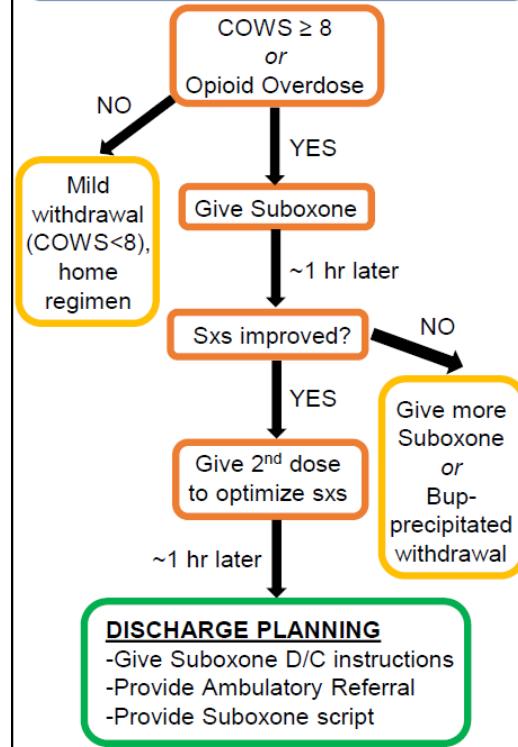 COWS ≥ 8
or
Opioid Overdose
NO
YES
Mild
withdrawal
(COWS<8),
home
regimen
Give Suboxone
~1 hr later
Sxs improved?
NO
YES
Give more
Suboxone
or
Bup-
precipitated
withdrawal
Give 2nd dose
to optimize sxs
~1 hr later
DISCHARGE PLANNING
-Give Suboxone D/C instructions
-Provide Ambulatory Referral
-Provide Suboxone script